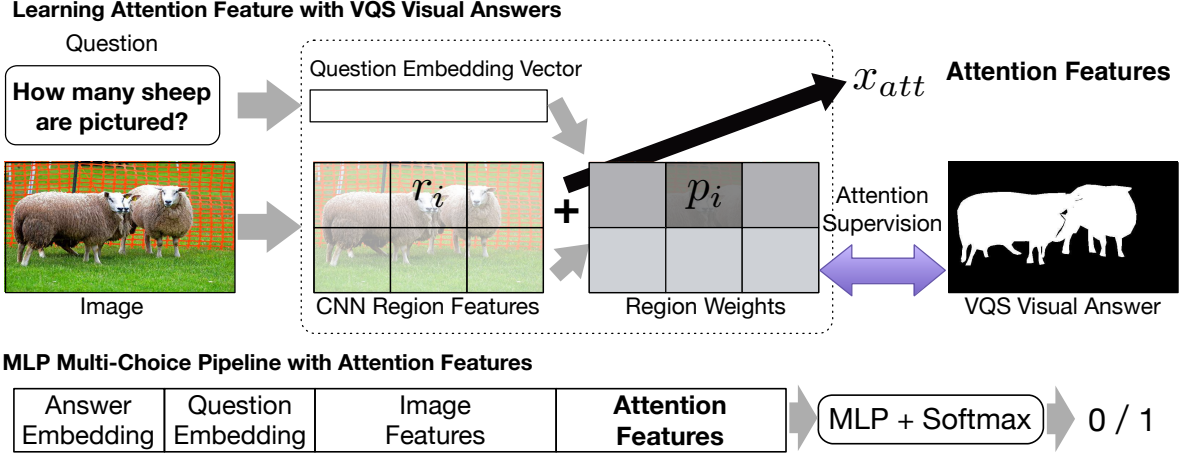 Learning Attention Feature with VQS Visual Answers
Question
How many sheep
are pictured?
Question Embedding Vector
x_att
Attention Features
r_i
+
p_i
Attention
Supervision
Image
CNN Region Features
Region Weights
VQS Visual Answer
MLP Multi-Choice Pipeline with Attention Features
Answer
Embedding
Question
Embedding
Image
Features
Attention
Features
MLP + Softmax
0 / 1